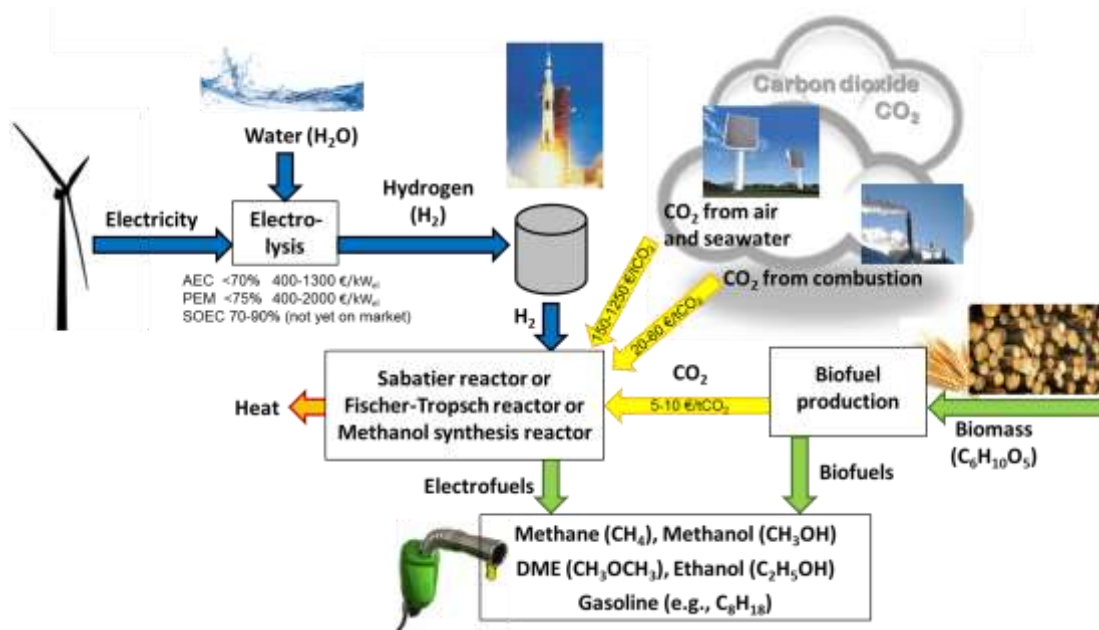 Carbon dioxide
CO₂
Water (H₂O)
Hydrogen
(H₂)
Electricity
Electro-
lysis
CO₂ from air
and seawater
CO₂ from combustion
AEC <70% 400-1300 €/kWₑₗ
PEM <75% 400-2000 €/kWₑₗ
SOEC 70-90% (not yet on market)
150-1250 €/tCO₂
20-60 €/tCO₂
H₂
Sabatier reactor or
Fischer-Tropsch reactor or
Methanol synthesis reactor
Heat
CO₂
5-10 €/tCO₂
Biofuel
production
Biomass
(C₆H₁₀O₅)
Electrofuels
Biofuels
Methane (CH₄), Methanol (CH₃OH)
DME (CH₃OCH₃), Ethanol (C₂H₅OH)
Gasoline (e.g., C₈H₁₈)